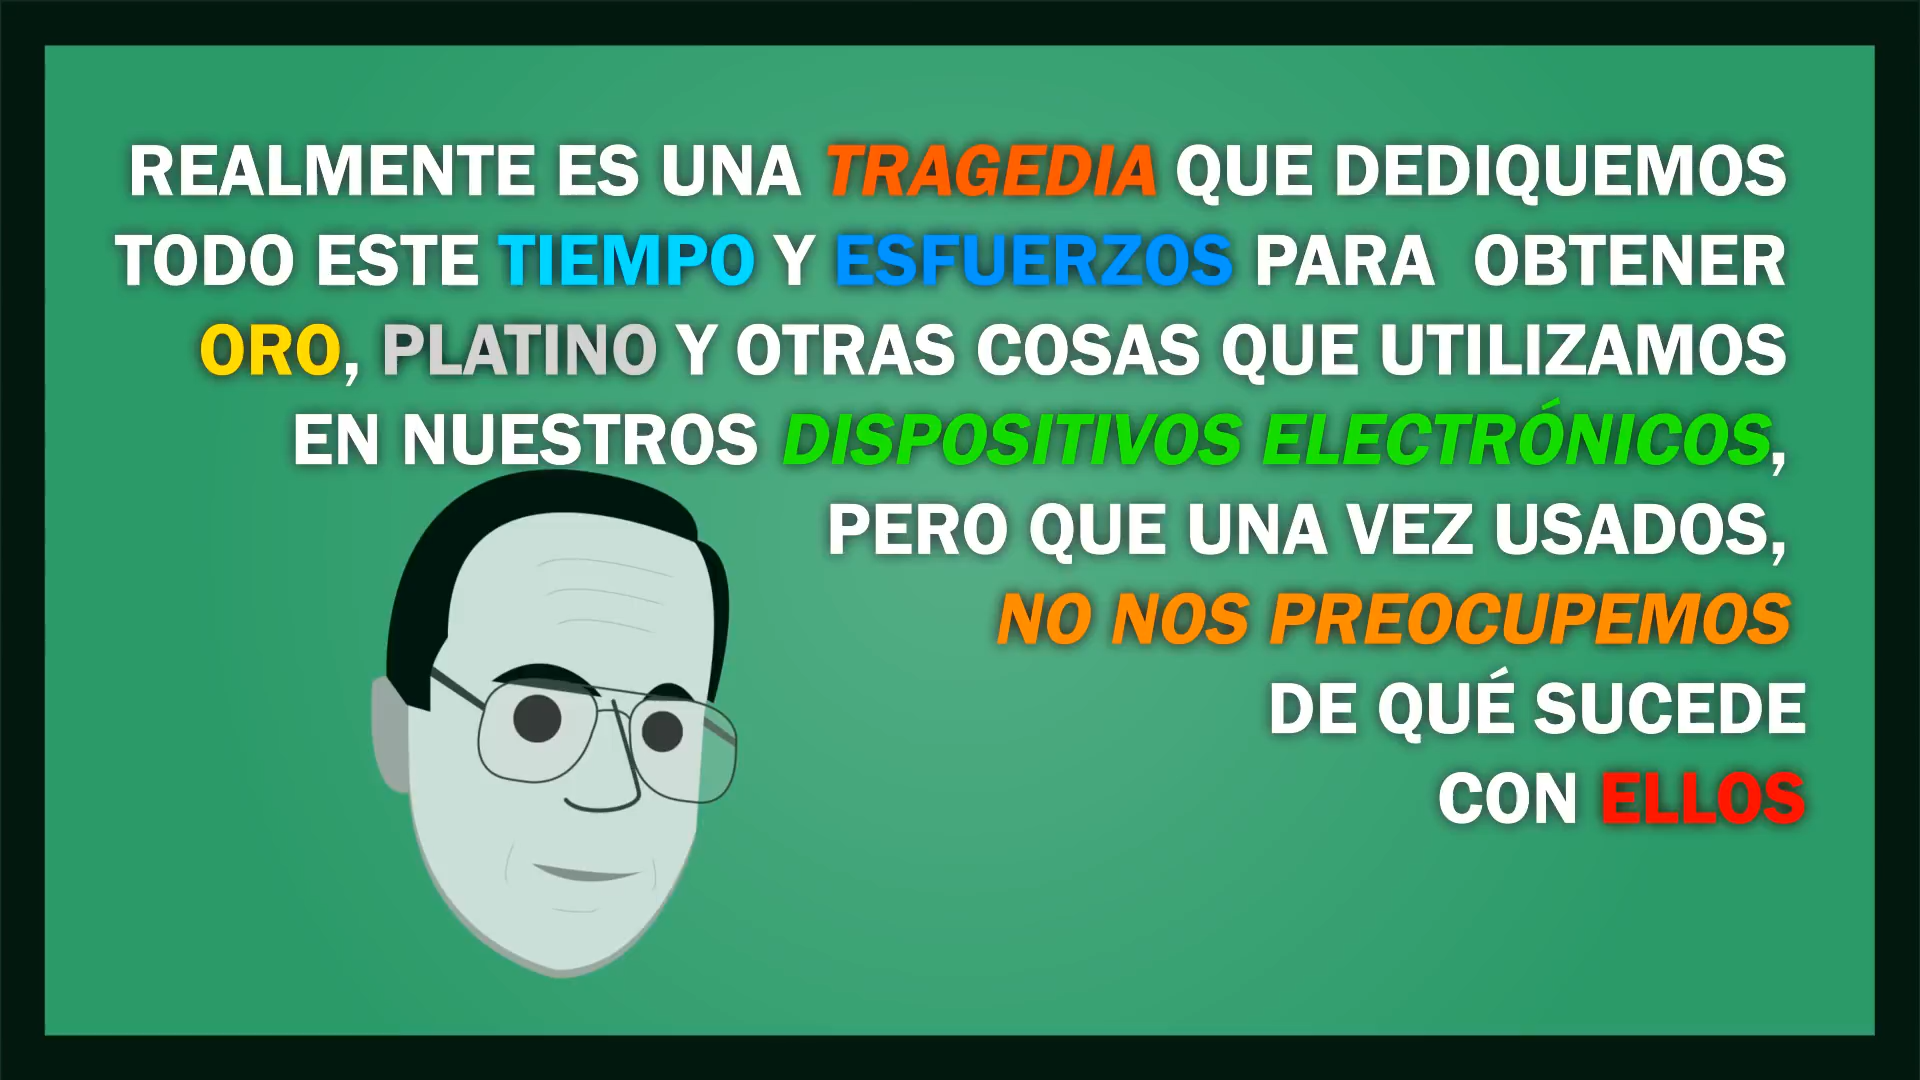 REALMENTE ES UNA TRAGEDIA QUE DEDIQUEMOS
TODO ESTE TIEMPO Y ESFUERZOS PARA OBTENER
ORO, PLATINO Y OTRAS COSAS QUE UTILIZAMOS
EN NUESTROS DISPOSITIVOS ELECTRÓNICOS,
PERO QUE UNA VEZ USADOS,
NO NOS PREOCUPEMOS
DE QUÉ SUCEDE
CON ELLOS